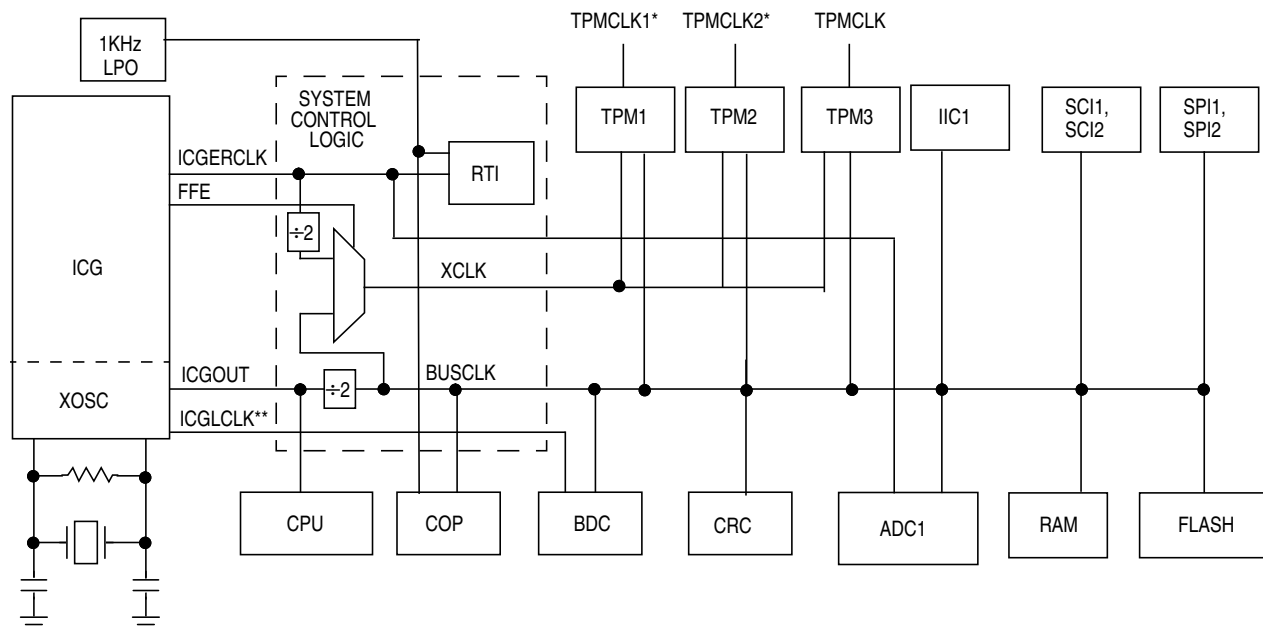 TPMCLK1*
TPMCLK2*
TPMCLK
1KHz
LPO
SYSTEM
CONTROL
LOGIC
TPM1
TPM2
TPM3
IIC1
SCI1,
SCI2
SPI1,
SPI2
ICGERCLK
RTI
FFE
÷2
ICG
XCLK
ICGOUT
÷2
BUSCLK
XOSC
ICGLCLK**
CPU
COP
BDC
CRC
ADC1
RAM
FLASH